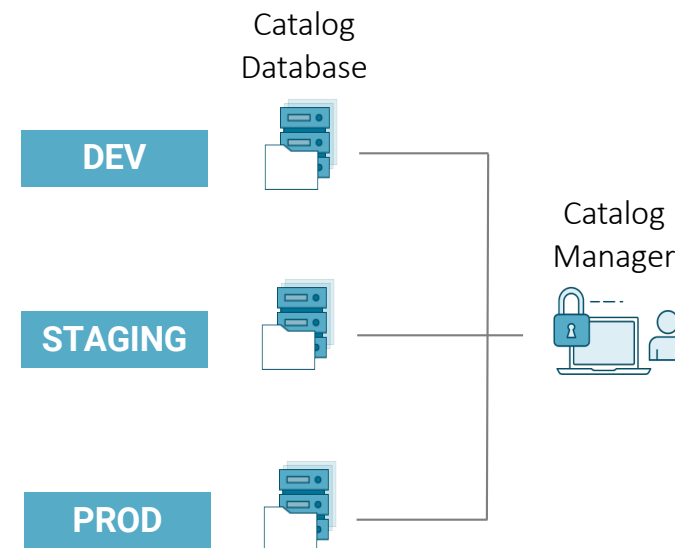 Catalog
Database
DEV
Catalog
Manager
STAGING
PROD